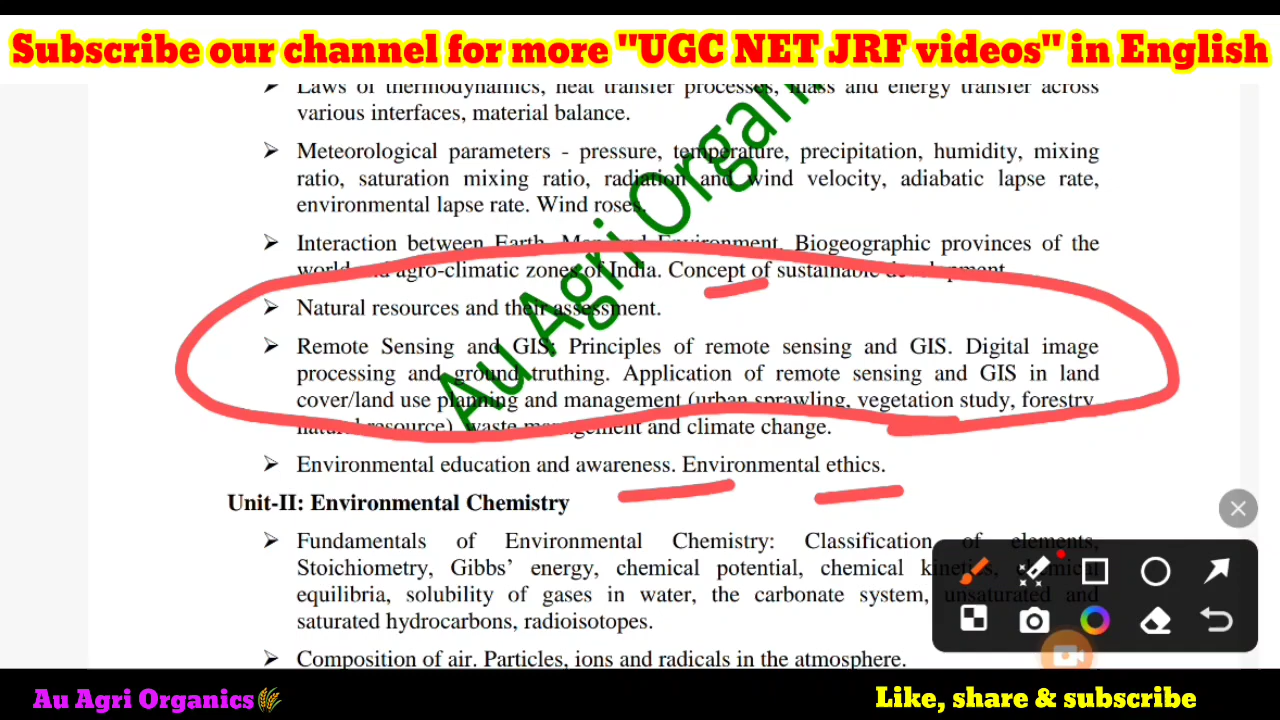 Subscribe our channel for more "UGC NET JRF videos" in English
Laws of thermodynamics, heat transfer processes, mass and energy transfer across
various interfaces, material balance.
Meteorological parameters - pressure, temperature, precipitation, humidity, mixing
ratio, saturation mixing ratio, radiation and wind velocity, adiabatic lapse rate,
environmental lapse rate. Wind roses.
Interaction between Earth, Man and Environment. Biogeographic provinces of the
world and agro-climatic zones of India. Concept of sustainable development.
Natural resources and their assessment.
Remote Sensing and GIS: Principles of remote sensing and GIS. Digital image
processing and ground truthing. Application of remote sensing and GIS in land
cover/land use planning and management (urban sprawling, vegetation study, forestry,
natural resource), waste management and climate change.
Environmental education and awareness. Environmental ethics.
Unit-II: Environmental Chemistry
Fundamentals of Environmental Chemistry: Classification of elements,
Stoichiometry, Gibbs' energy, chemical potential, chemical kinetics, chemical
equilibria, solubility of gases in water, the carbonate system, unsaturated and
saturated hydrocarbons, radioisotopes.
Composition of air. Particles, ions and radicals in the atmosphere.
Au Agri Organi
Au Agri Organics
Like, share & subscribe